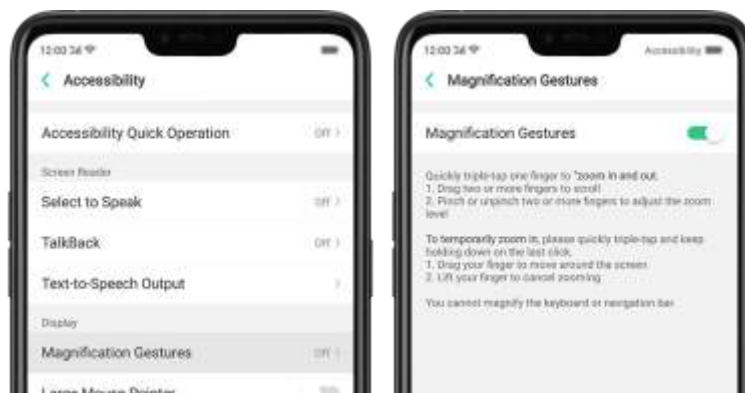 12:00
Accessibility
Accessibility Quick Operation Off
Screen Reader
Select to Speak Off
TalkBack Off
Text-to-Speech Output
Display
Magnification Gestures Off
Large Mouse Pointer
12:00 Accessibility
Magnification Gestures
Magnification Gestures
Quickly triple-tap one finger to "zoom in and out.
1. Drag two or more fingers to scroll
2. Pinch or unpinch two or more fingers to adjust the zoom
level
To temporarily zoom in, please quickly triple-tap and keep
holding down on the last click.
1. Drag your finger to move around the screen
2. Lift your finger to cancel zooming
You cannot magnify the keyboard or navigation bar